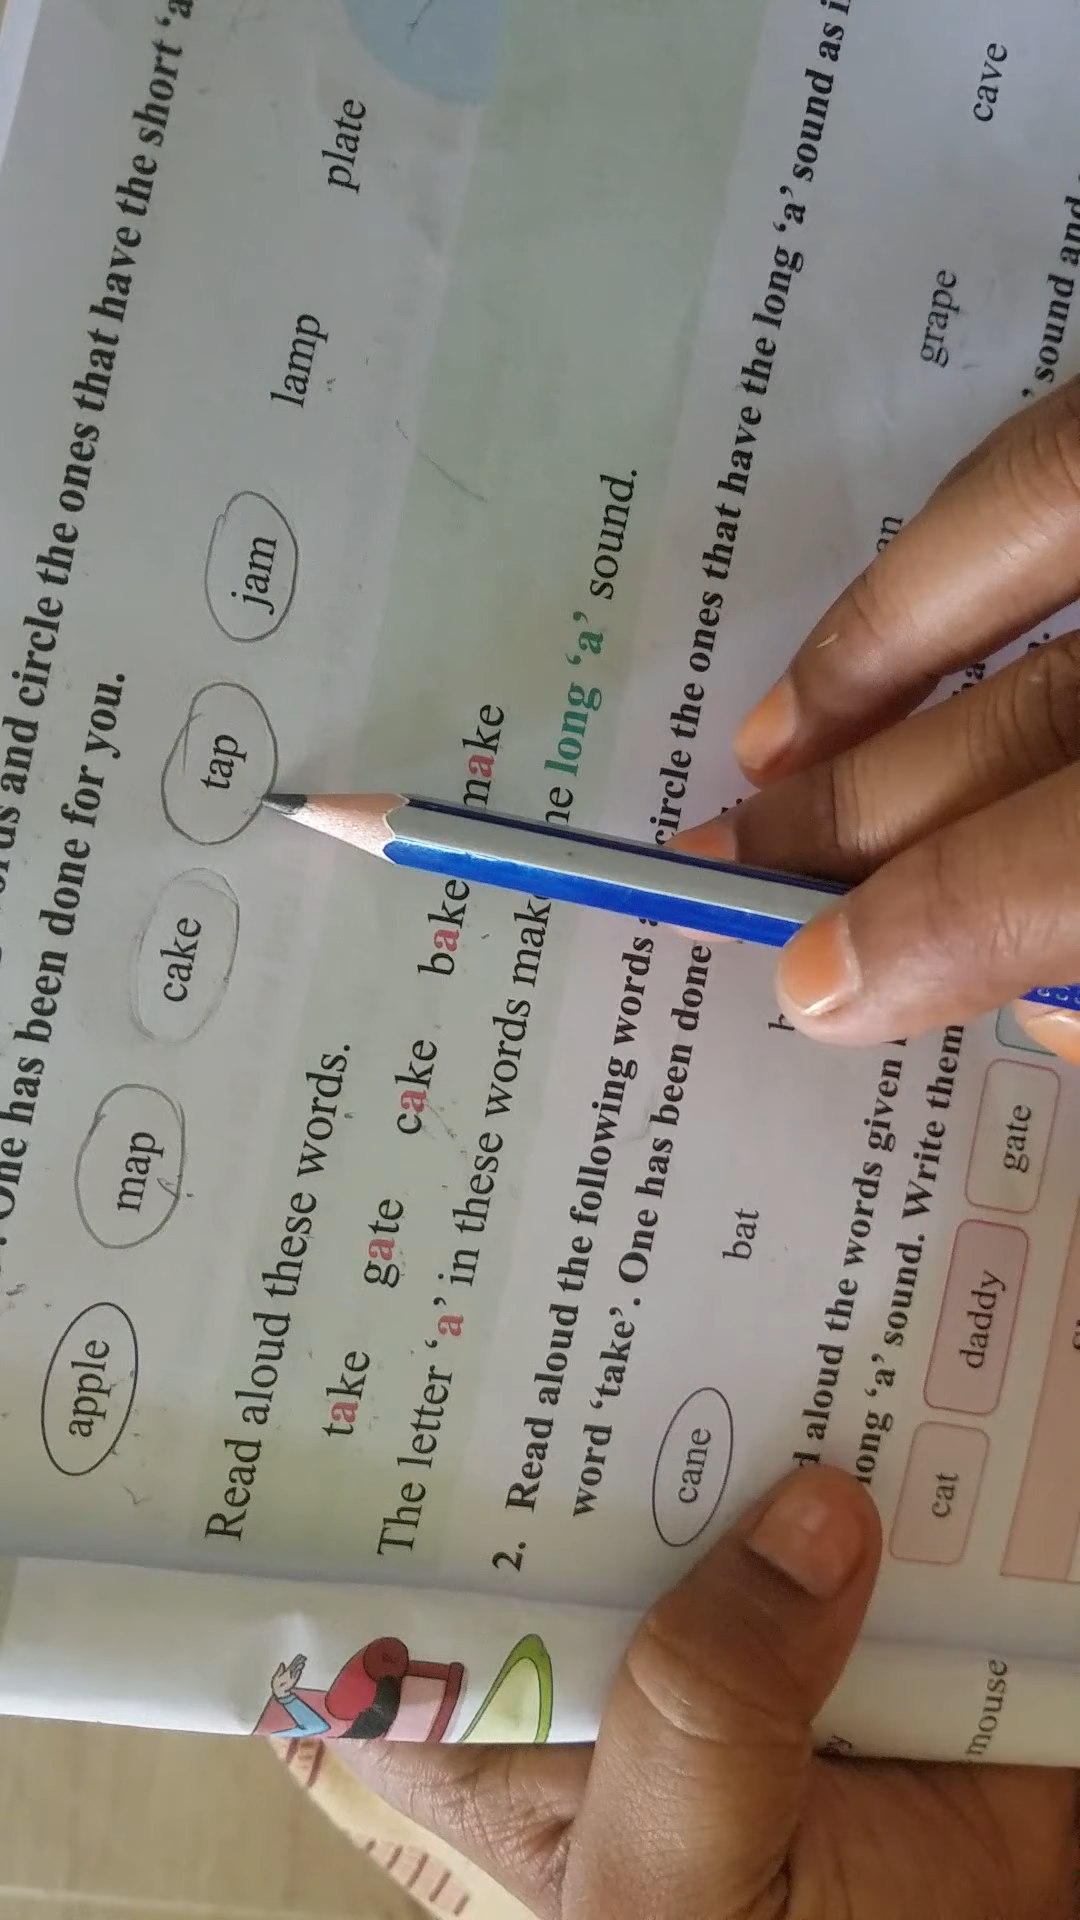 and circle the ones that have the short 'a
One has been done for you.
apple map cake tap jam lamp plate
Read aloud these words.
take gate cake bake make
The letter 'a' in these words make long 'a' sound.
2. Read aloud the following words circle the ones that have the long 'a' sound as i
word 'take'. One has been done
cane bat grape cave
aloud the words given 'sound and
long 'a' sound. Write them
cat daddy gate
mouse